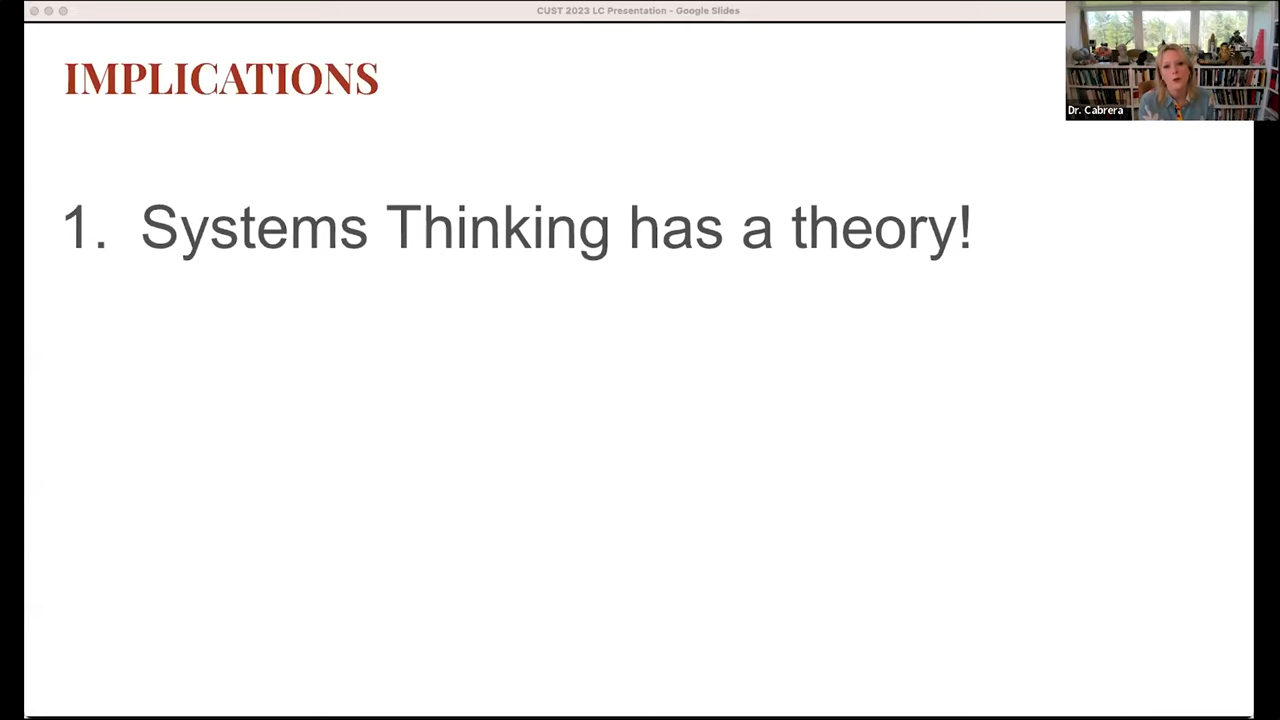 CUST 2023 LC Presentation - Google Slides
IMPLICATIONS
Dr. Cabrera
1. Systems Thinking has a theory!